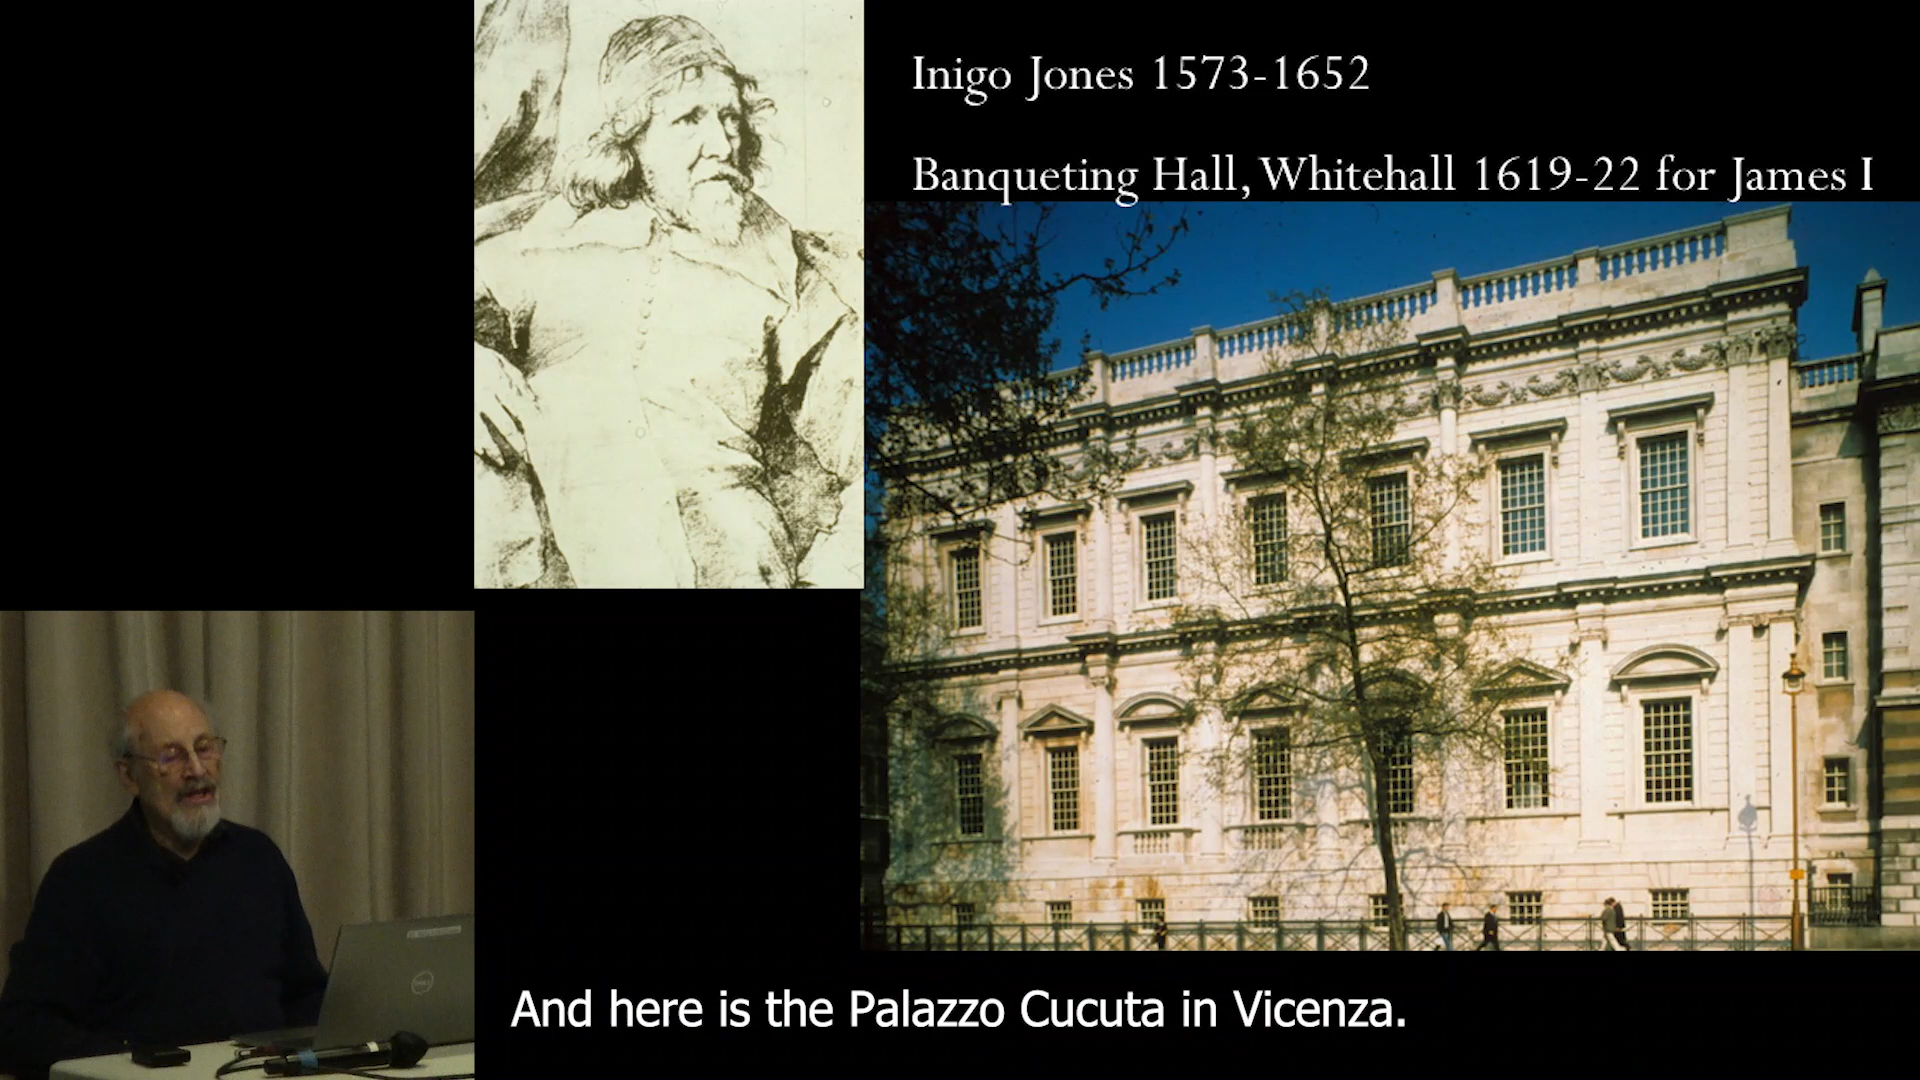 Inigo Jones 1573-1652
Banqueting Hall, Whitehall 1619-22 for James I
And here is the Palazzo Cucuta in Vicenza.
DELL